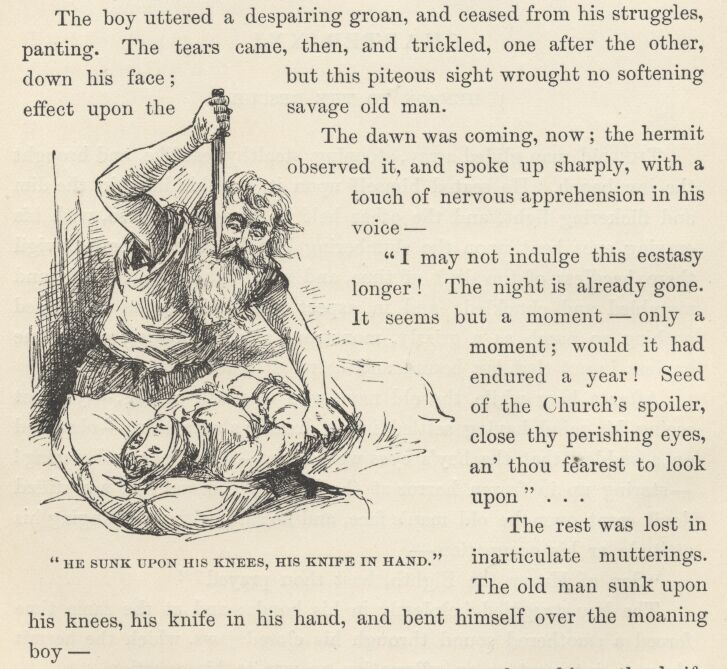 The boy uttered a despairing groan, and ceased from his struggles,
panting. The tears came, then, and trickled, one after the other,
down his face; but this piteous sight wrought no softening
effect upon the savage old man.
The dawn was coming, now; the hermit
observed it, and spoke up sharply, with a
touch of nervous apprehension in his
voice —
"I may not indulge this ecstasy
longer! The night is already gone.
It seems but a moment — only a
moment; would it had
endured a year! Seed
of the Church's spoiler,
close thy perishing eyes,
an' thou fearest to look
upon" . . .
The rest was lost in
inarticulate mutterings.
The old man sunk upon
"HE SUNK UPON HIS KNEES, HIS KNIFE IN HAND."
his knees, his knife in his hand, and bent himself over the moaning
boy —